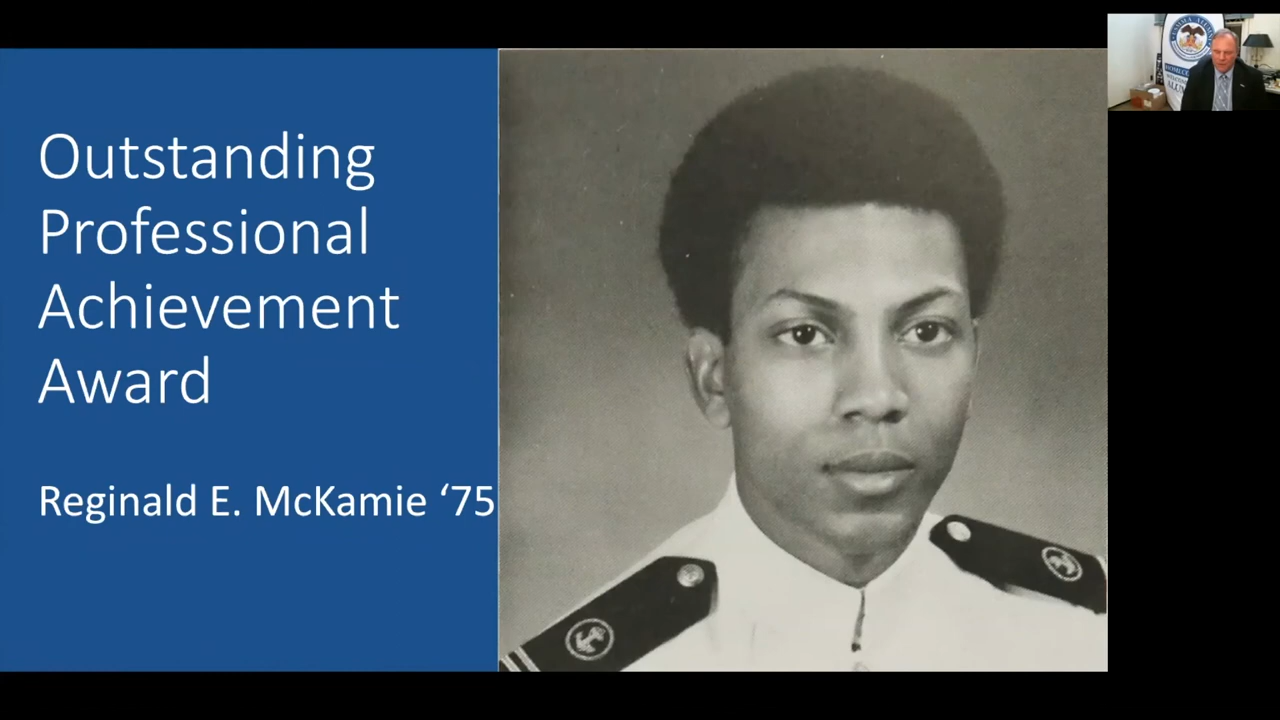 Outstanding
Professional
Achievement
Award
Reginald E. McKamie ‘75